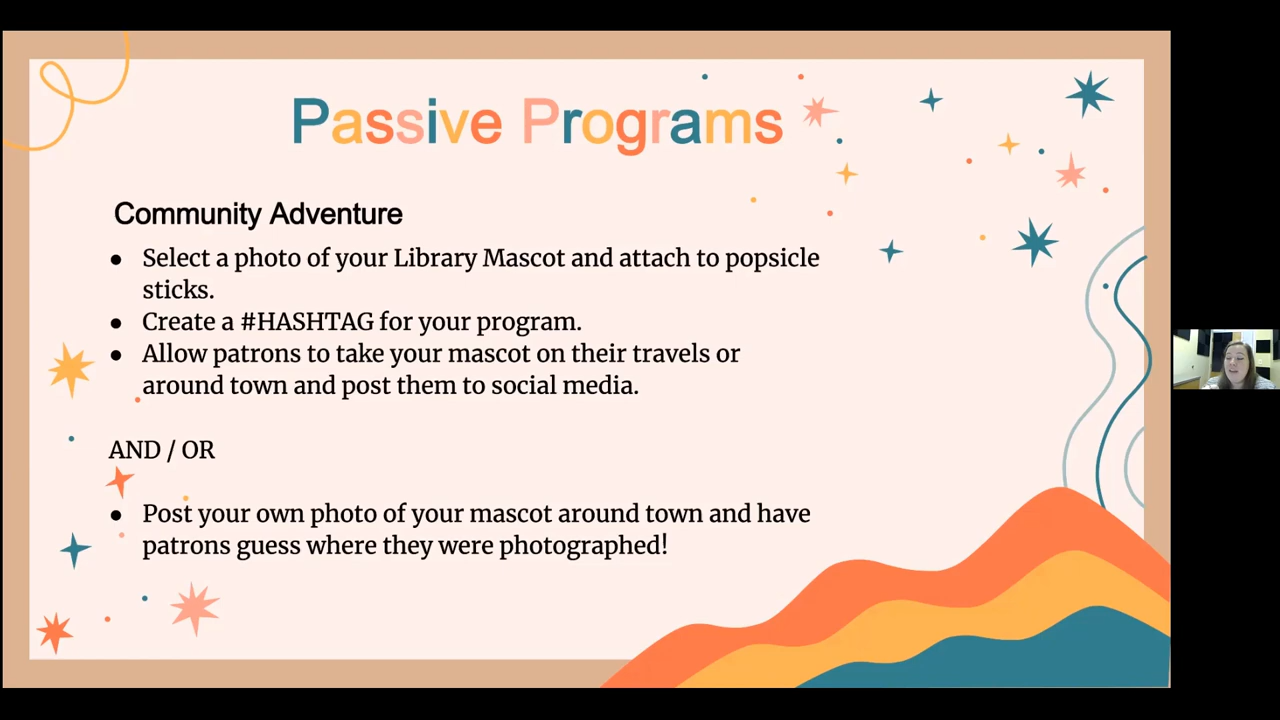 Passive Programs
Community Adventure
● Select a photo of your Library Mascot and attach to popsicle
sticks.
● Create a #HASHTAG for your program.
● Allow patrons to take your mascot on their travels or
around town and post them to social media.
AND / OR
● Post your own photo of your mascot around town and have
patrons guess where they were photographed!